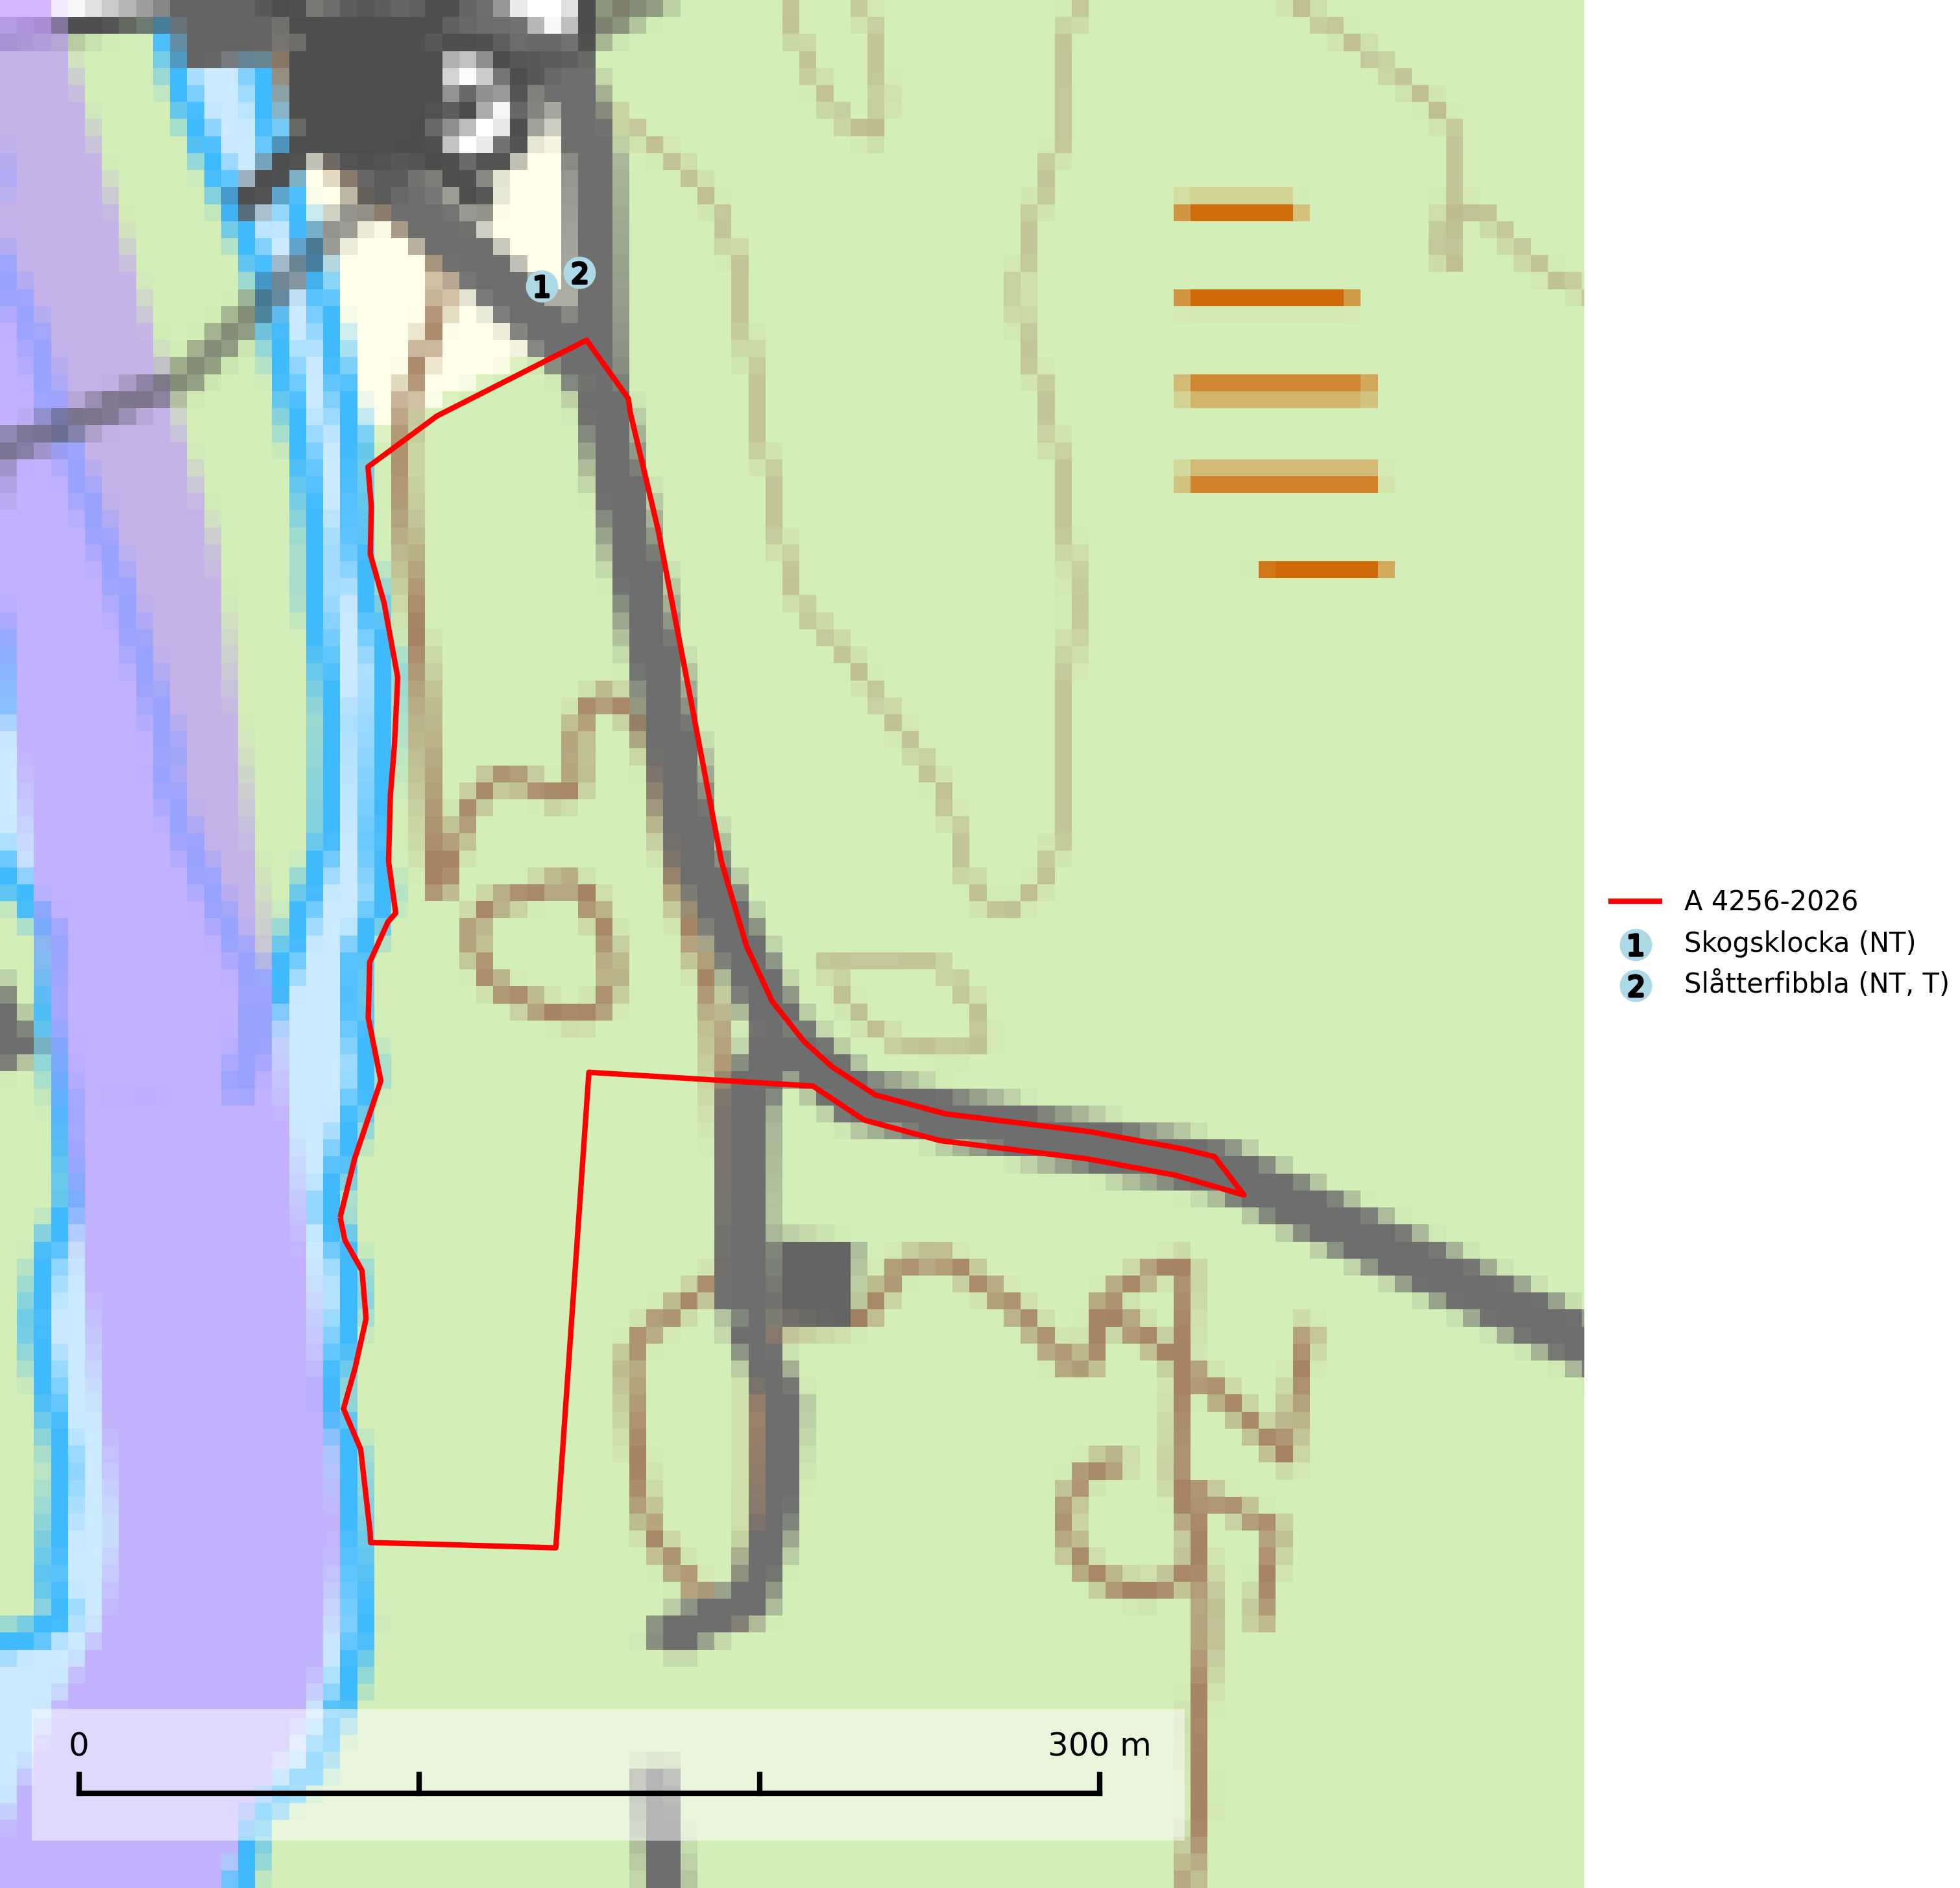 1 2
A 4256-2026
1 Skogsklocka (NT)
2 Slåtterfibbla (NT, T)
0 300 m